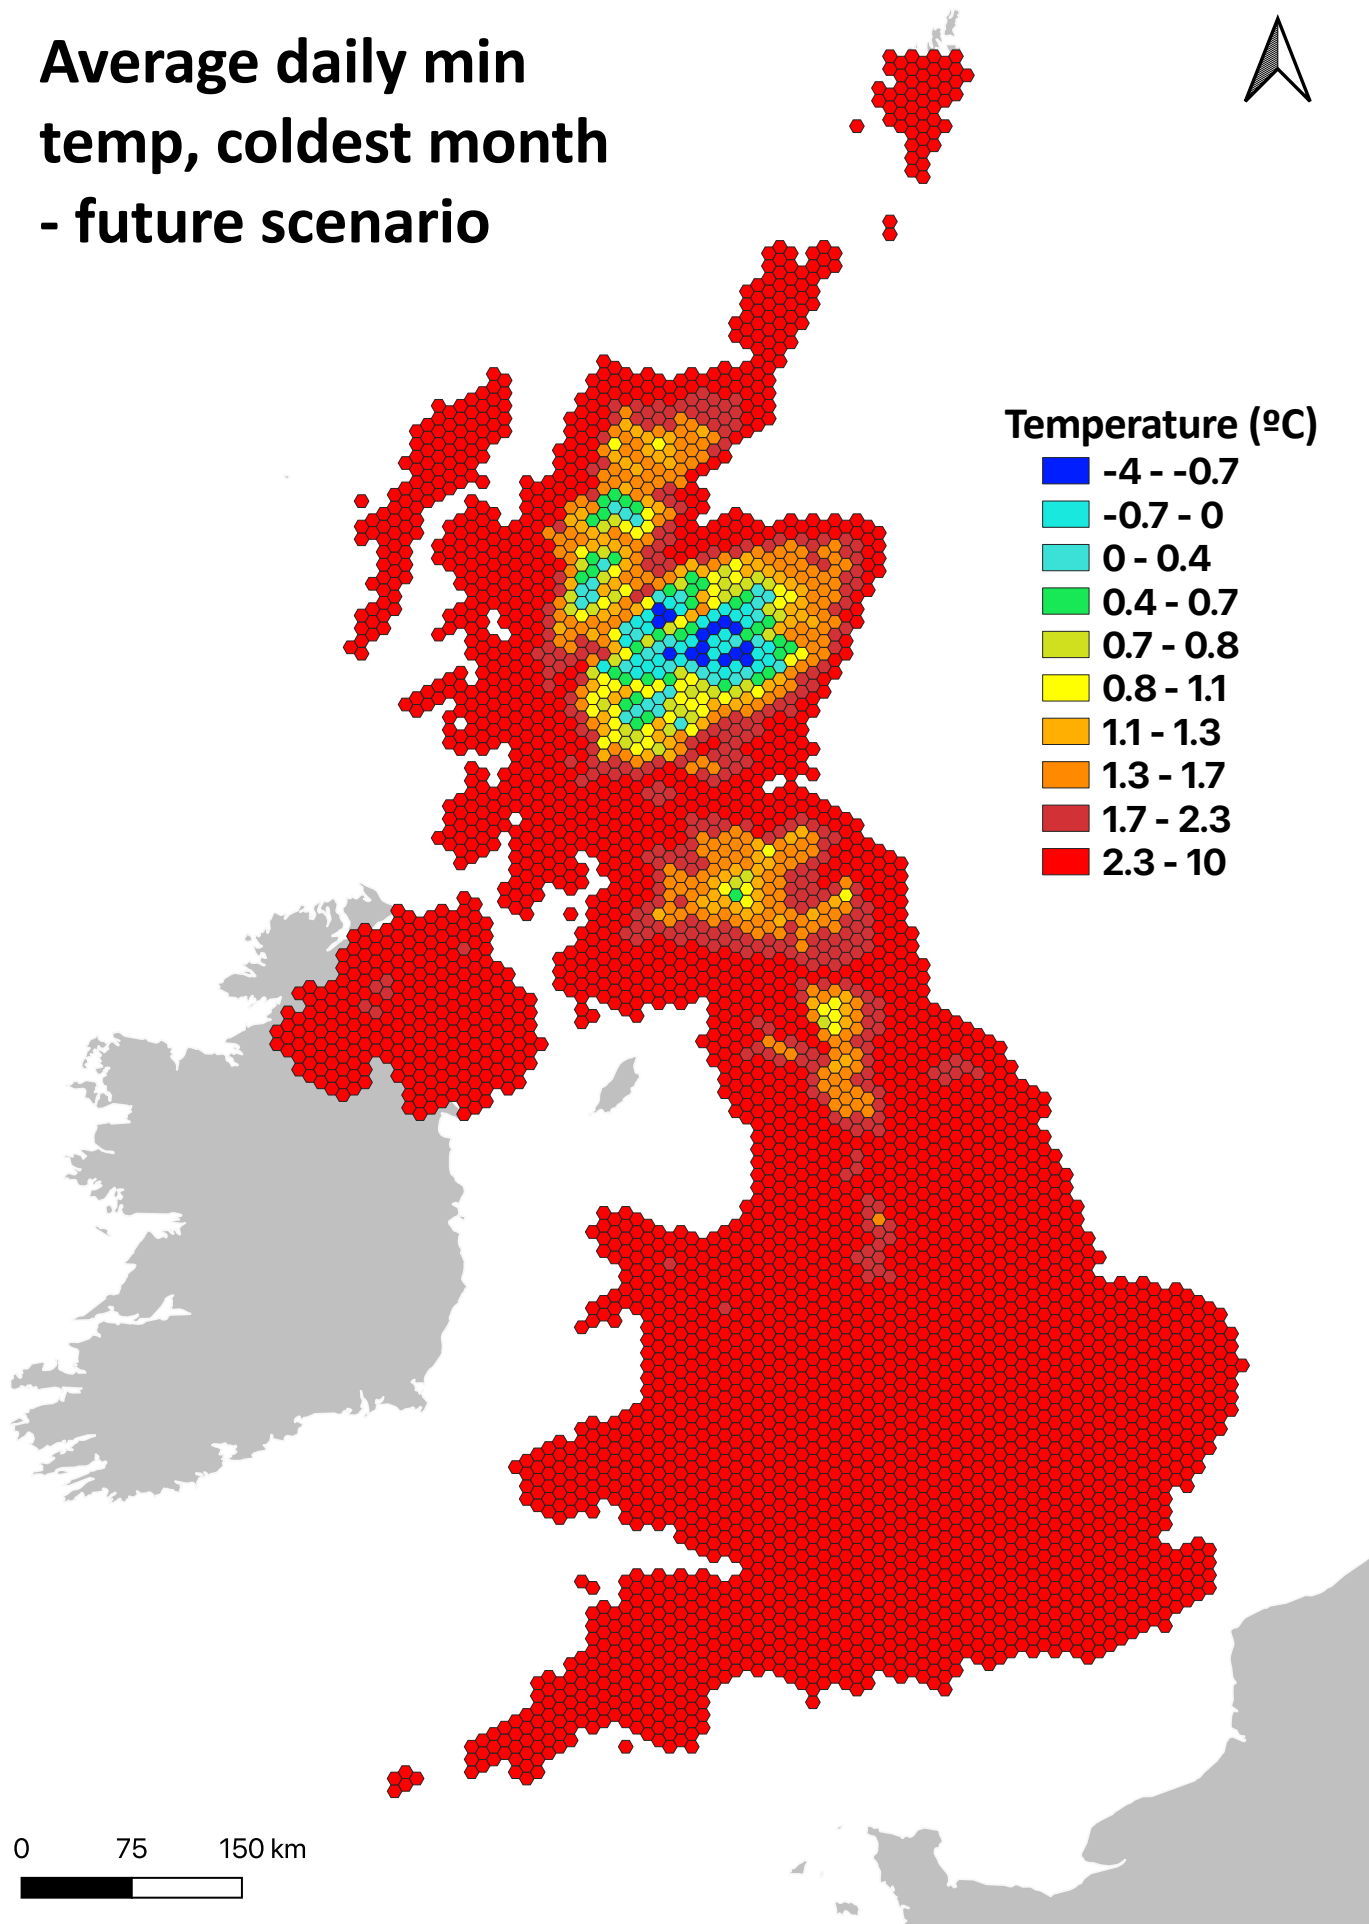 Average daily min
temp, coldest month
- future scenario
Temperature (ºC)
-4 - -0.7
-0.7 - 0
0 - 0.4
0.4 - 0.7
0.7 - 0.8
0.8 - 1.1
1.1 - 1.3
1.3 - 1.7
1.7 - 2.3
2.3 - 10
0 75 150 km